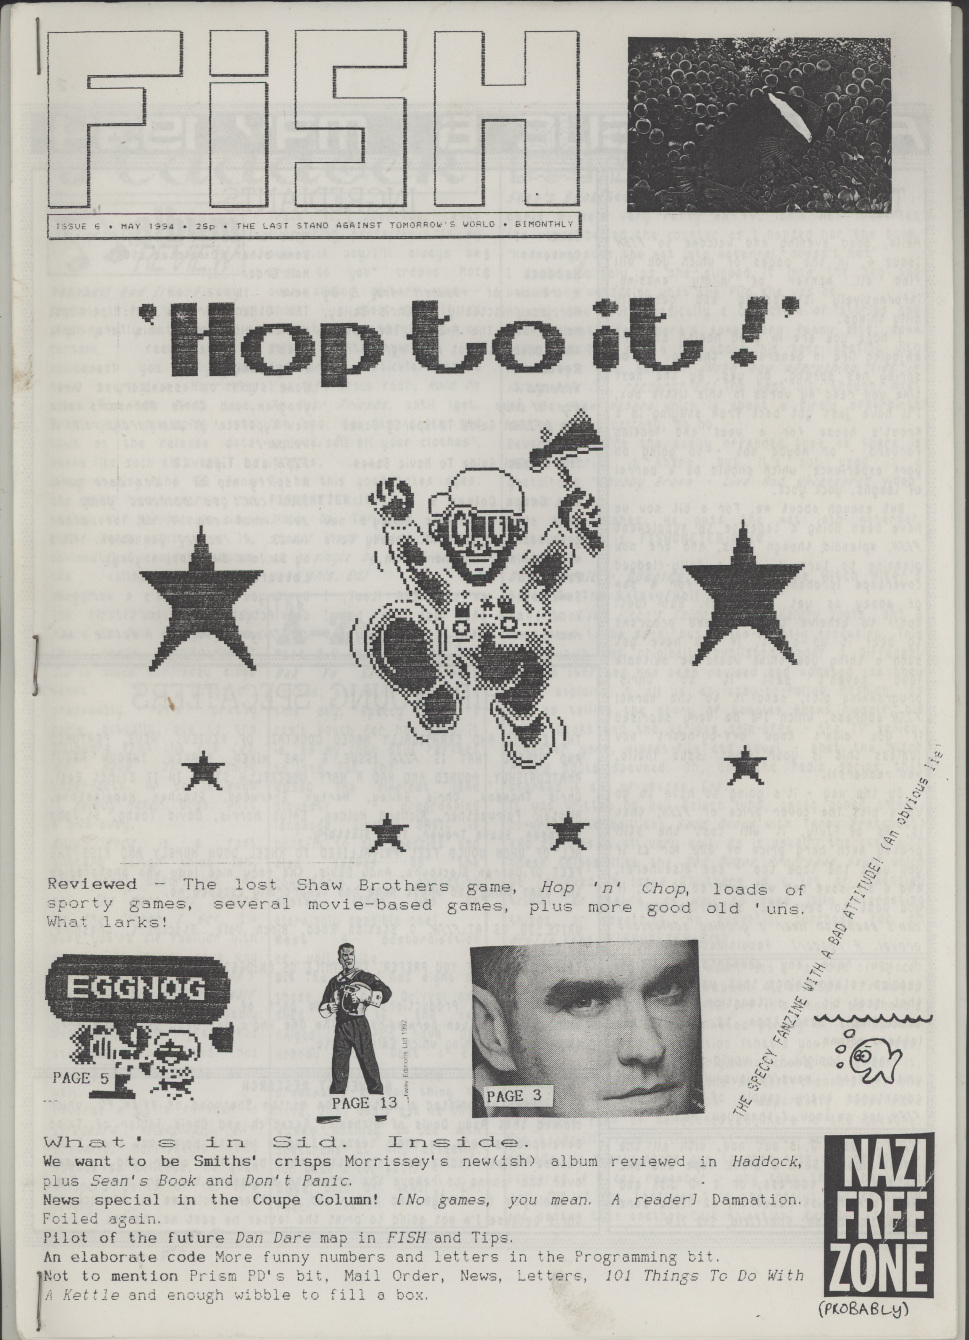 FiSH
ISSUE 6 • MAY 1994 • 25p • THE LAST STAND AGAINST TOMORROW'S WORLD • BIMONTHLY
'Hop to it!'
Reviewed - The lost Shaw Brothers game, Hop 'n' Chop, loads of
sporty games, several movie-based games, plus more good old 'uns.
What larks!
EGGNOG
PAGE 5
PAGE 13
PAGE 3
THE SPECCY FANZINE WITH A BAD ATTITUDE! (An obvious lie)
What's in Sid. Inside.
We want to be Smiths' crisps Morrissey's new(ish) album reviewed in Haddock,
plus Sean's Book and Don't Panic.
News special in the Coupe Column! [No games, you mean. A reader] Damnation.
Foiled again.
Pilot of the future Dan Dare map in FISH and Tips.
An elaborate code More funny numbers and letters in the Programming bit.
Not to mention Prism PD's bit, Mail Order, News, Letters, 101 Things To Do With
A Kettle and enough wibble to fill a box.
NAZI
FREE
ZONE
(PROBABLY)